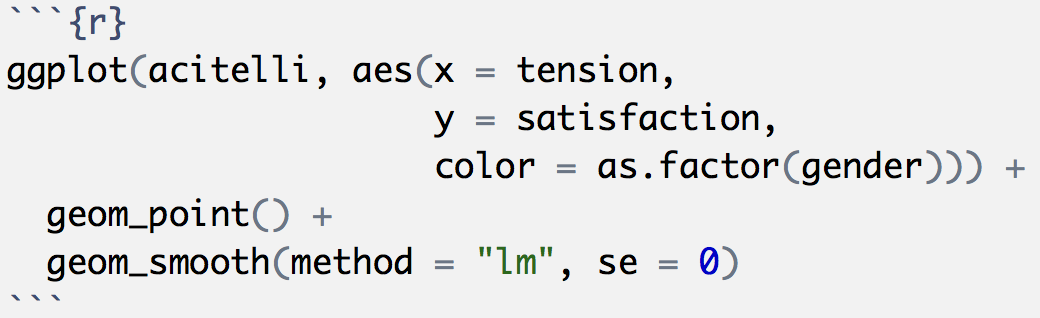 ```{r}
ggplot(acitelli, aes(x = tension,
                     y = satisfaction,
                     color = as.factor(gender))) +
  geom_point() +
  geom_smooth(method = "lm", se = 0)
```